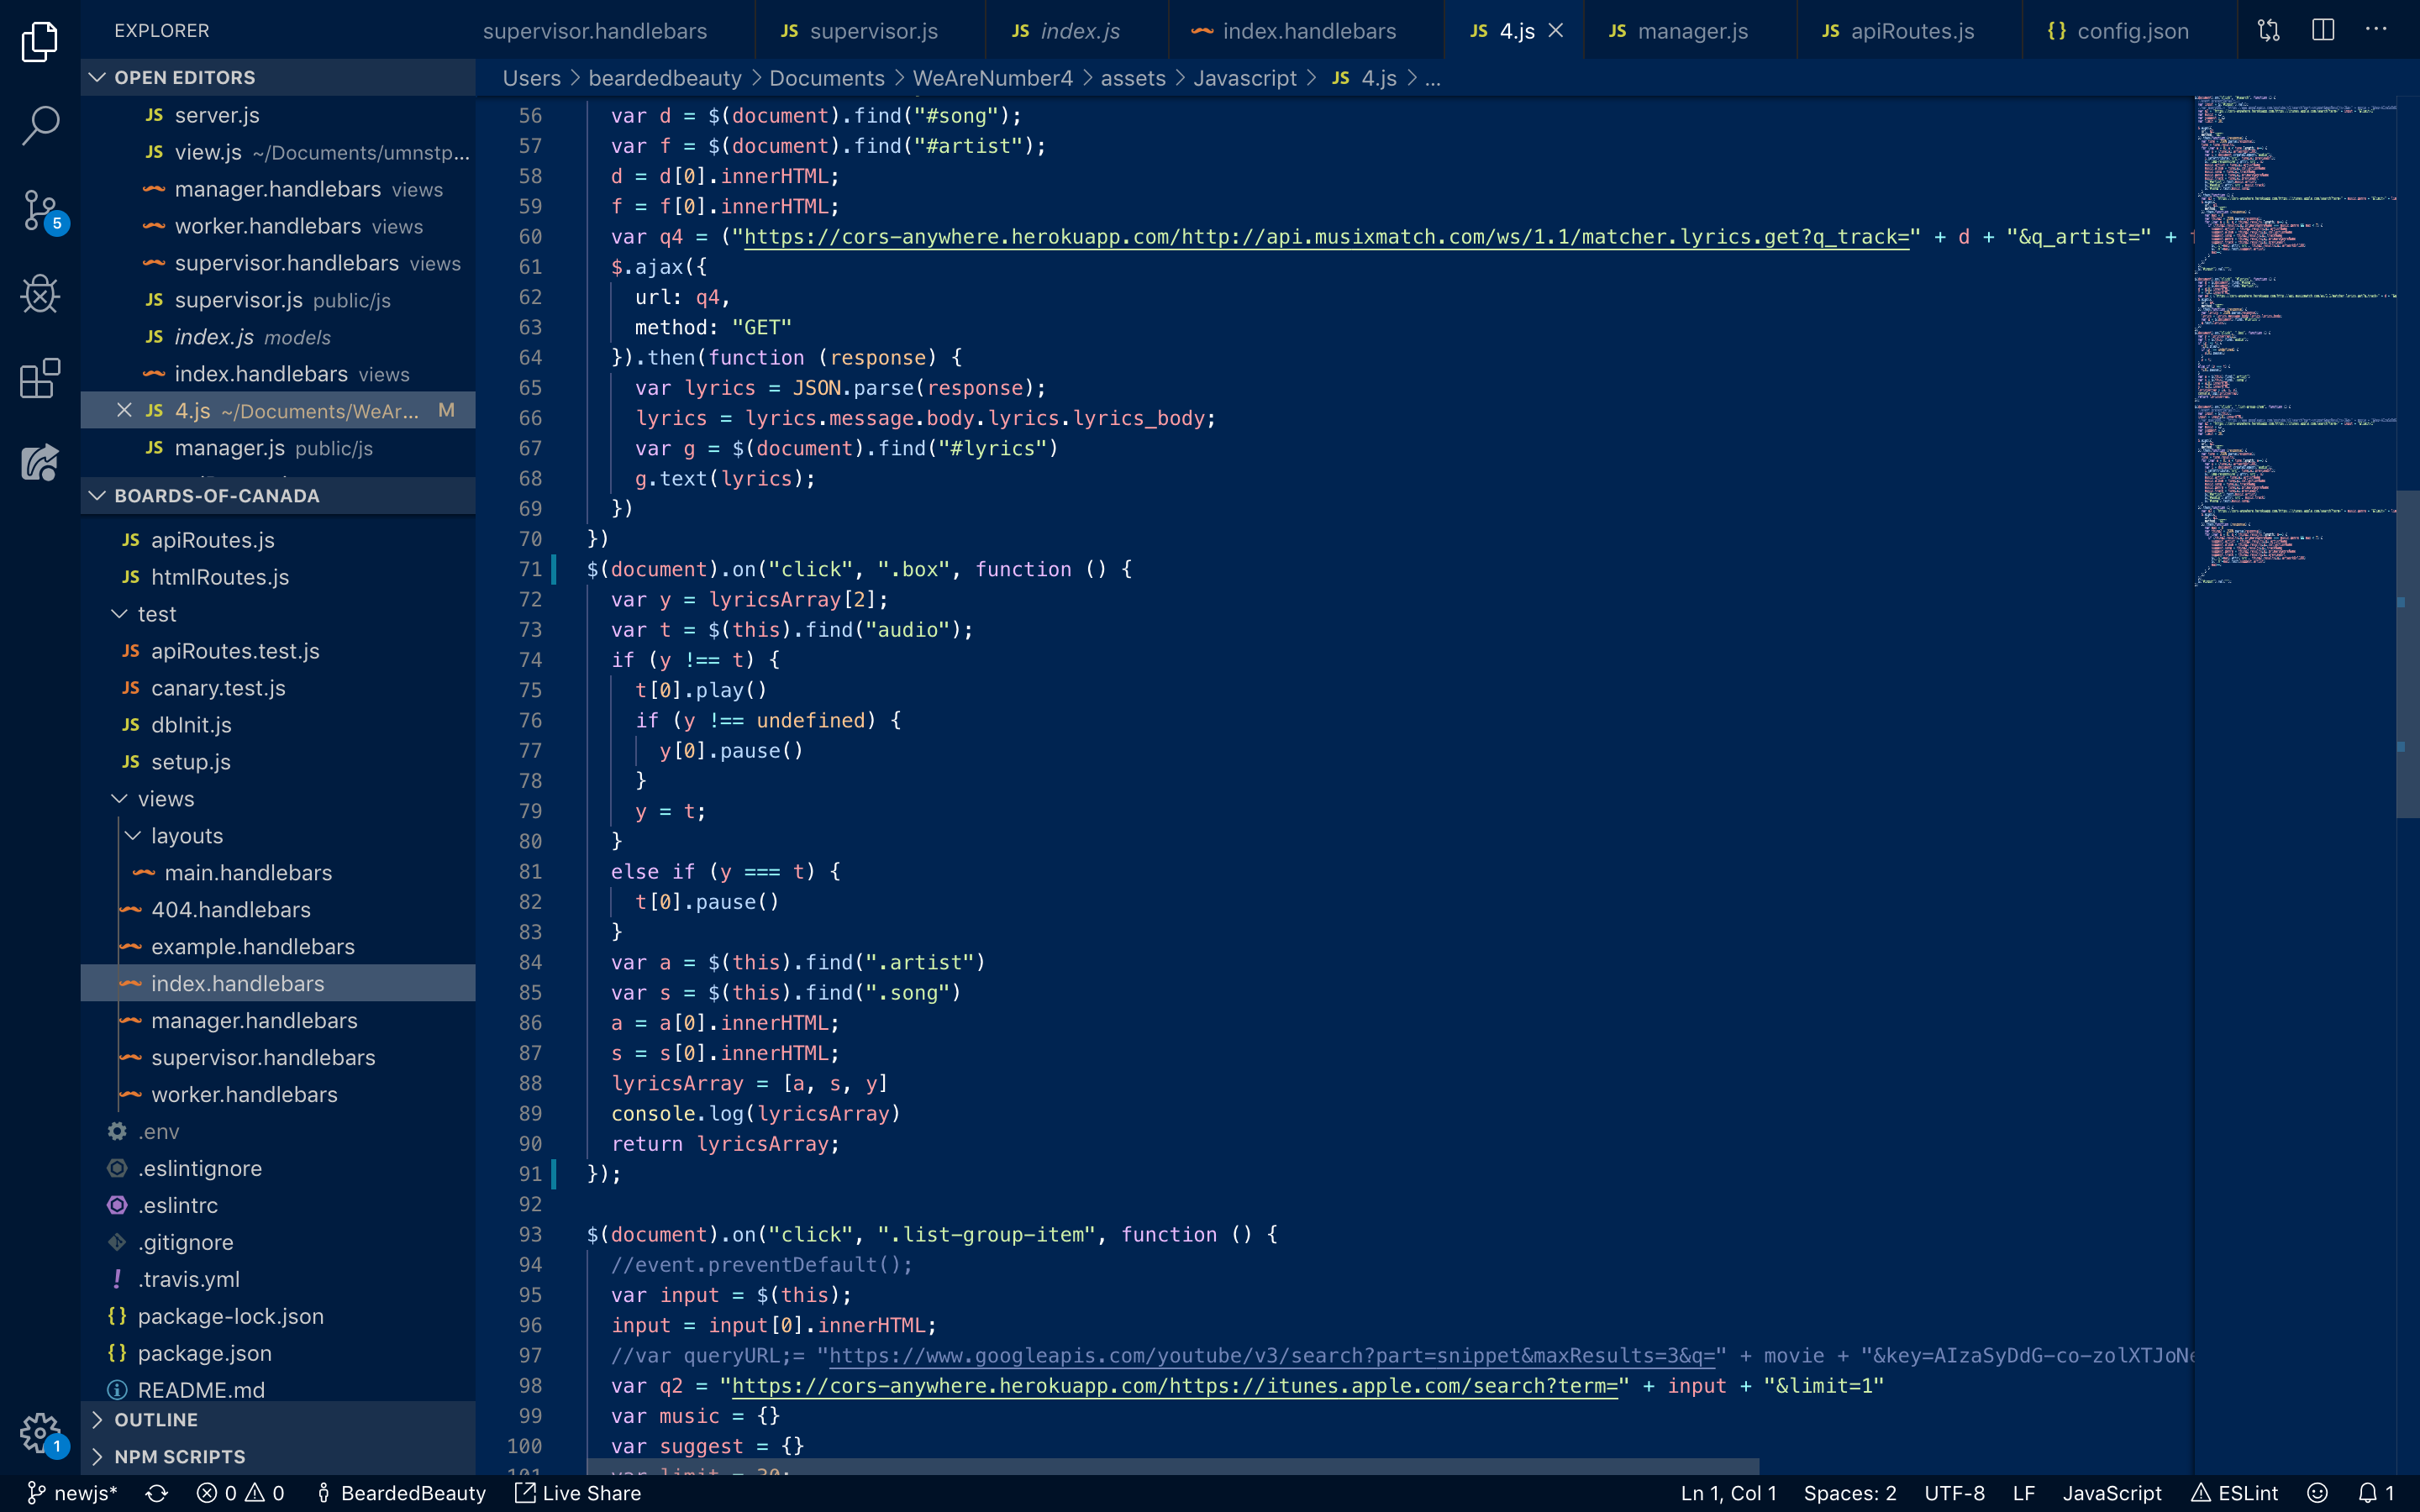 EXPLORER
supervisor.handlebars
JS supervisor.js
JS index.js
index.handlebars
JS 4.js
JS manager.js
JS apiRoutes.js
{} config.json
OPEN EDITORS
JS server.js
JS view.js ~/Documents/umnstp...
manager.handlebars views
worker.handlebars views
supervisor.handlebars views
JS supervisor.js public/js
JS index.js models
index.handlebars views
JS 4.js ~/Documents/WeAr... M
JS manager.js public/js
BOARDS-OF-CANADA
JS apiRoutes.js
JS htmlRoutes.js
test
JS apiRoutes.test.js
JS canary.test.js
JS dbInit.js
JS setup.js
views
layouts
main.handlebars
404.handlebars
example.handlebars
index.handlebars
manager.handlebars
supervisor.handlebars
worker.handlebars
.env
.eslintignore
.eslintrc
.gitignore
! .travis.yml
{} package-lock.json
{} package.json
README.md
OUTLINE
NPM SCRIPTS
5
1
Users > beardedbeauty > Documents > WeAreNumber4 > assets > Javascript > JS 4.js > ...
56 var d = $(document).find("#song");
57 var f = $(document).find("#artist");
58 d = d[0].innerHTML;
59 f = f[0].innerHTML;
60 var q4 = ("https://cors-anywhere.herokuapp.com/http://api.musixmatch.com/ws/1.1/matcher.lyrics.get?q_track=" + d + "&q_artist=" +
61 $.ajax({
62 url: q4,
63 method: "GET"
64 }).then(function (response) {
65 var lyrics = JSON.parse(response);
66 lyrics = lyrics.message.body.lyrics.lyrics_body;
67 var g = $(document).find("#lyrics")
68 g.text(lyrics);
69 })
70 })
71 $(document).on("click", ".box", function () {
72 var y = lyricsArray[2];
73 var t = $(this).find("audio");
74 if (y !== t) {
75 t[0].play()
76 if (y !== undefined) {
77 y[0].pause()
78 }
79 y = t;
80 }
81 else if (y === t) {
82 t[0].pause()
83 }
84 var a = $(this).find(".artist")
85 var s = $(this).find(".song")
86 a = a[0].innerHTML;
87 s = s[0].innerHTML;
88 lyricsArray = [a, s, y]
89 console.log(lyricsArray)
90 return lyricsArray;
91 });
92
93 $(document).on("click", ".list-group-item", function () {
94 //event.preventDefault();
95 var input = $(this);
96 input = input[0].innerHTML;
97 //var queryURL;= "https://www.googleapis.com/youtube/v3/search?part=snippet&maxResults=3&q=" + movie + "&key=AIzaSyDdG-co-zolXTJoN
98 var q2 = "https://cors-anywhere.herokuapp.com/https://itunes.apple.com/search?term=" + input + "&limit=1"
99 var music = {}
100 var suggest = {}
101 var limit = 30;
newjs* 0 0 BeardedBeauty Live Share Ln 1, Col 1 Spaces: 2 UTF-8 LF JavaScript ESLint 1